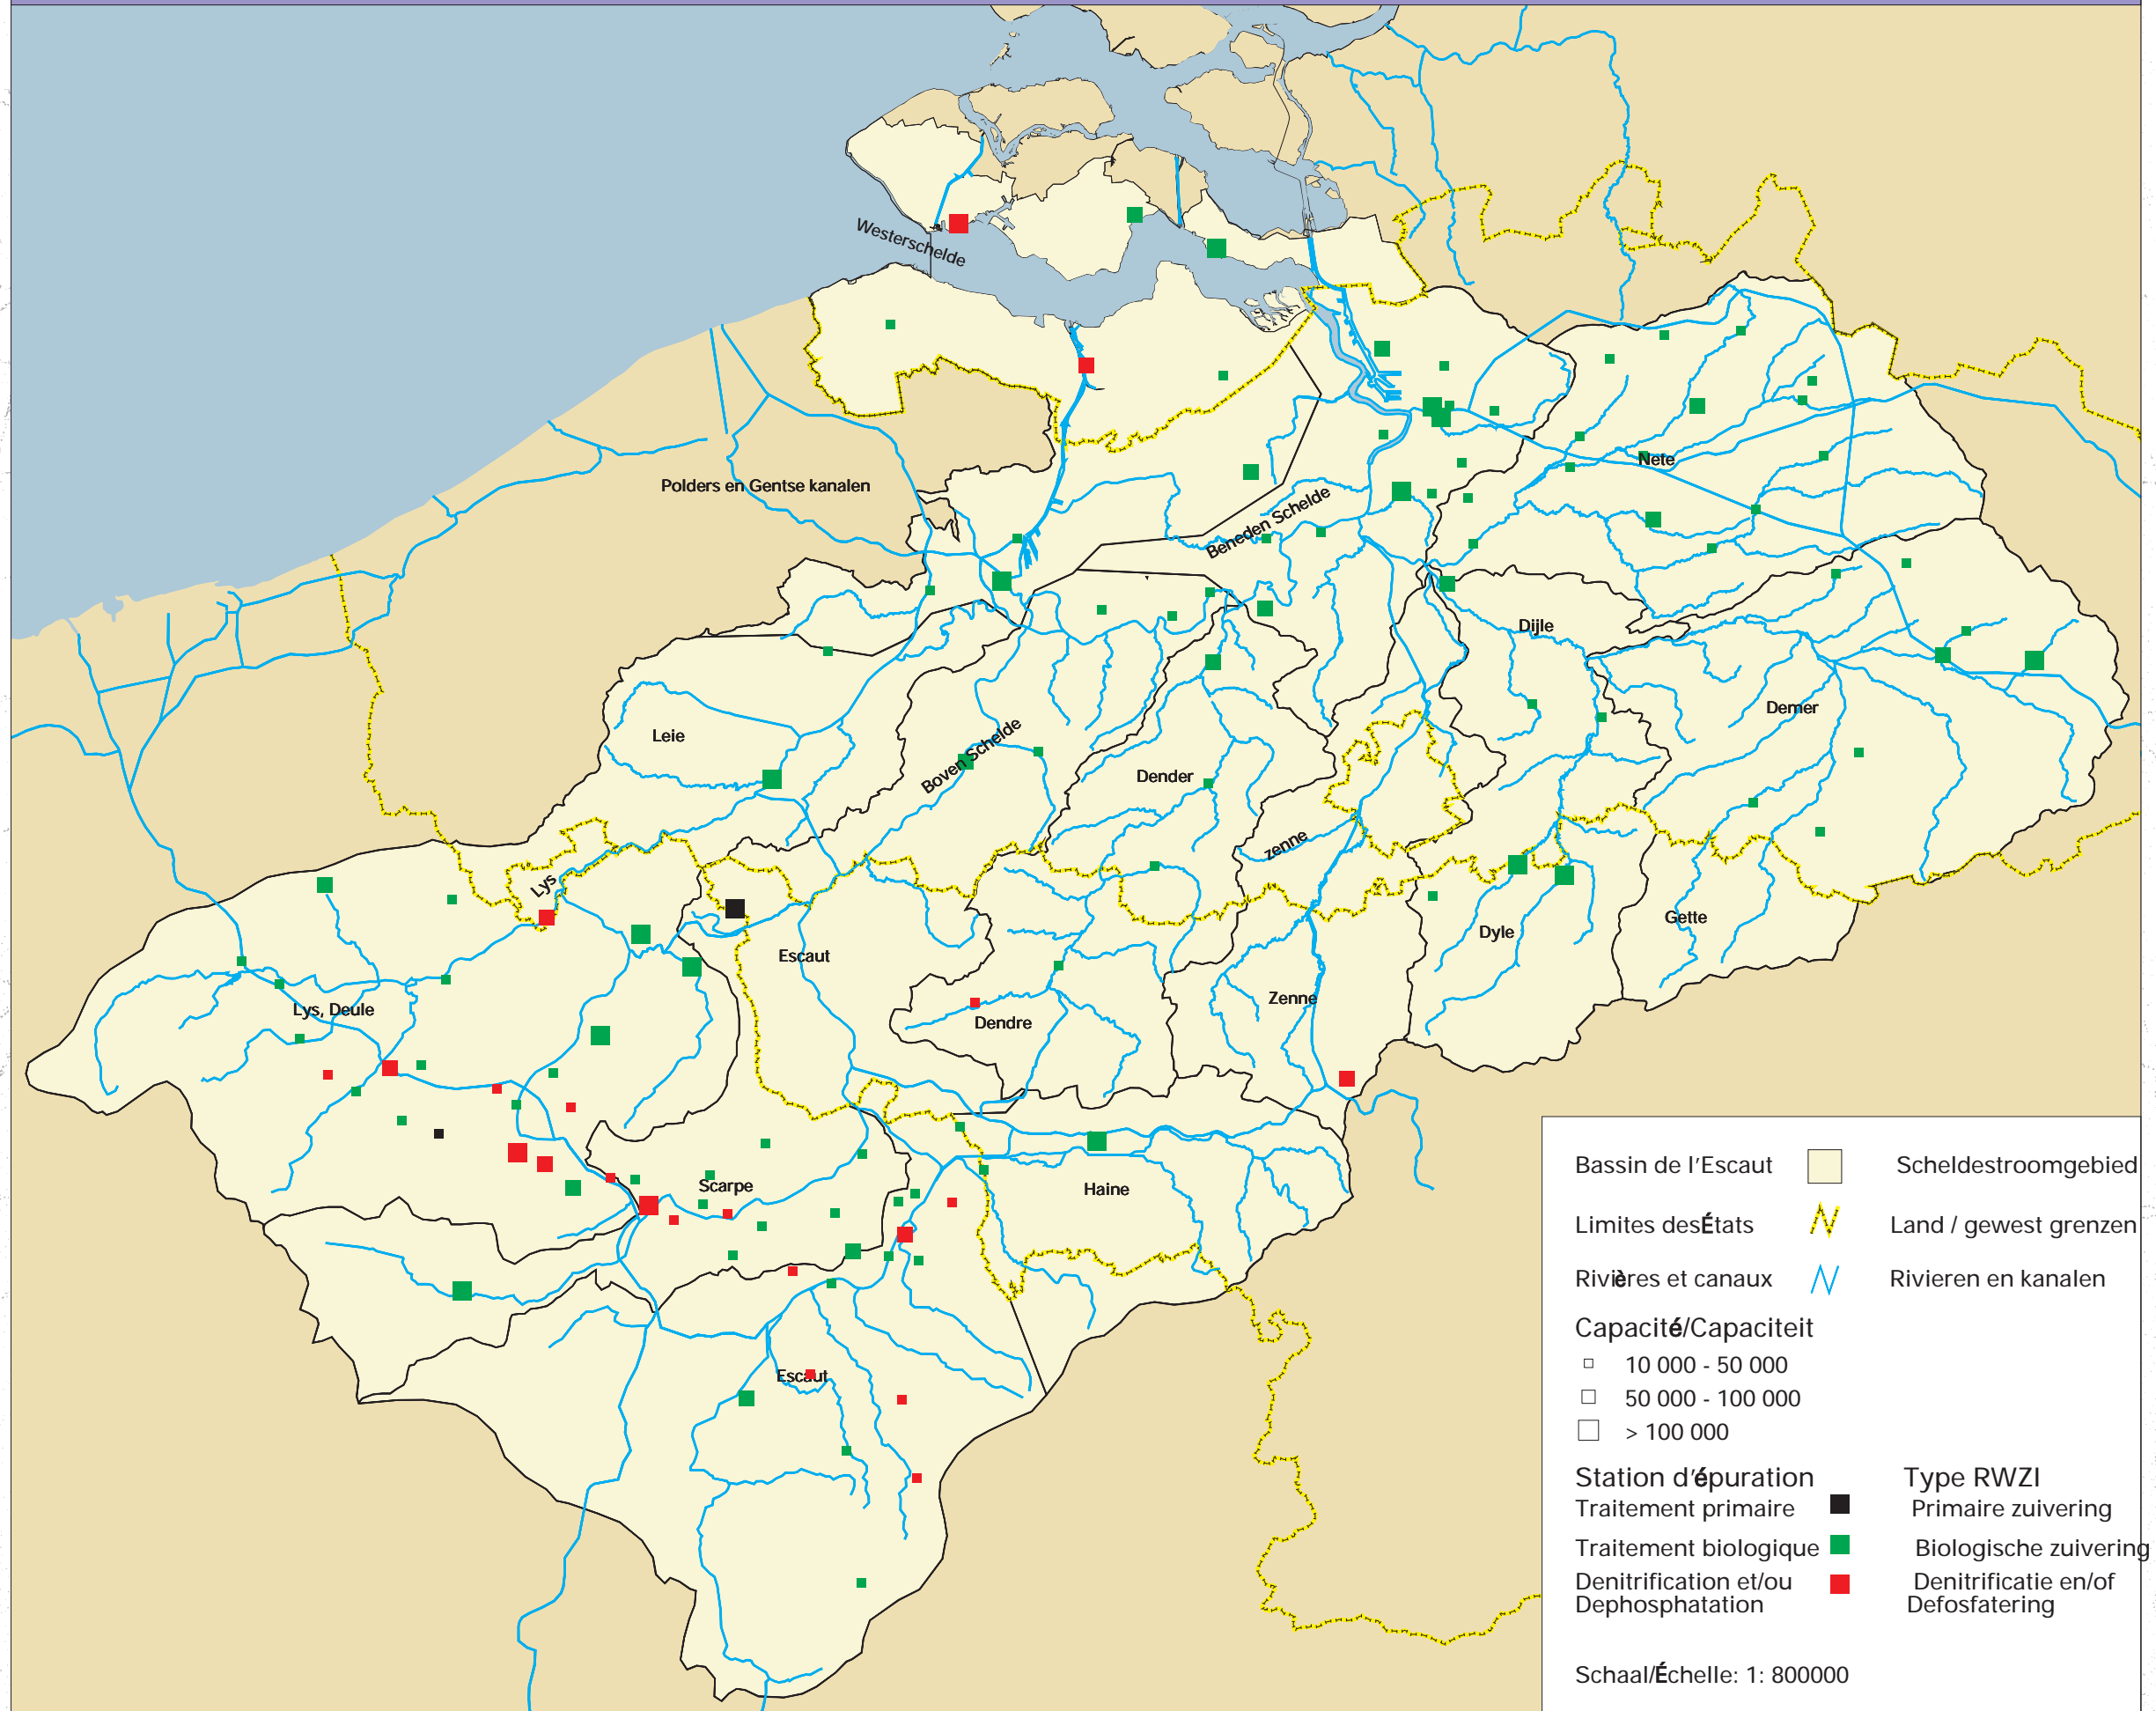 Westerschelde
Polders en Gentse kanalen
Nete
Beneden Schelde
Dijle
Demer
Leie
Boven Schelde
Dender
zenne
Lys
Gette
Dyle
Escaut
Zenne
Lys, Deule
Dendre
Scarpe
Haine
Escaut
Bassin de l'Escaut Scheldestroomgebied
Limites des États Land / gewest grenzen
Rivières et canaux Rivieren en kanalen
Capacité/Capaciteit
10 000 - 50 000
50 000 - 100 000
> 100 000
Station d'épuration Type RWZI
Traitement primaire Primaire zuivering
Traitement biologique Biologische zuivering
Denitrification et/ou Denitrificatie en/of
Dephosphatation Defosfatering
Schaal/Échelle: 1: 800000